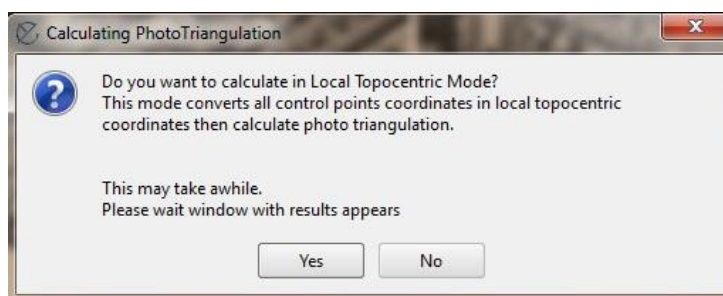 Calculating PhotoTriangulation
Do you want to calculate in Local Topocentric Mode?
This mode converts all control points coordinates in local topocentric
coordinates then calculate photo triangulation.
This may take awhile.
Please wait window with results appears
Yes
No